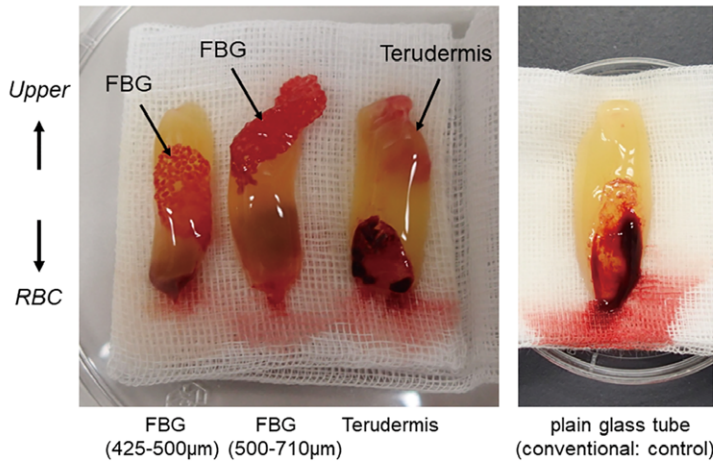 FBG
FBG
Terudermis
Upper
RBC
FBG
(425-500μm)
FBG
(500-710μm)
Terudermis
plain glass tube
(conventional: control)